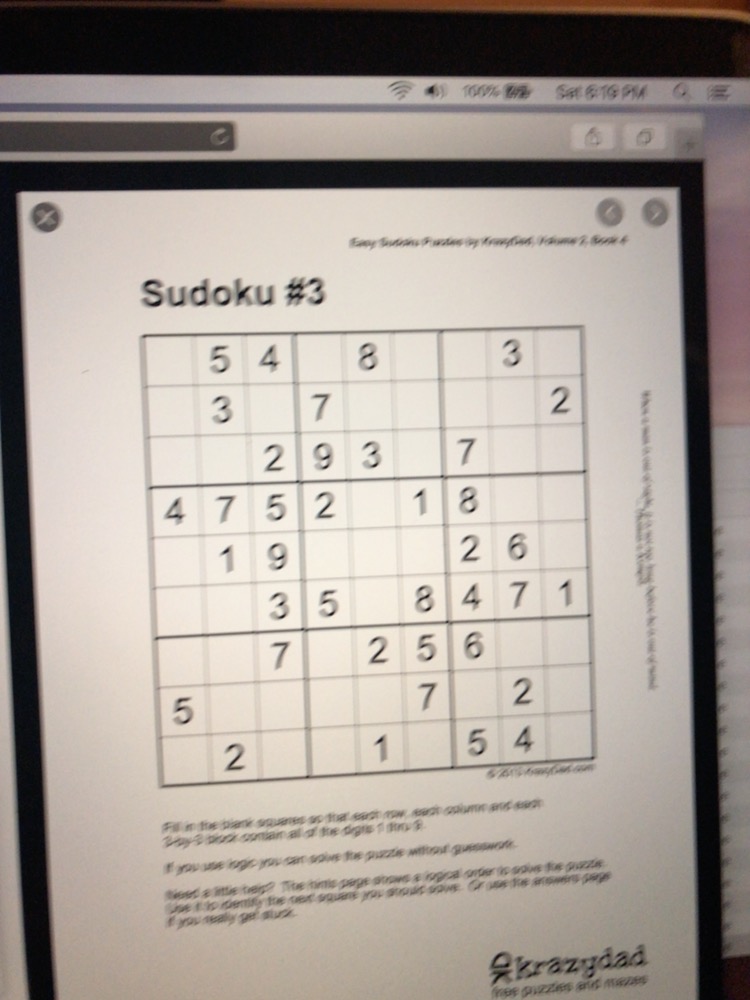 100% Sat 6:19 PM
Easy Sudoku Puzzles by KrazyDad, Volume 2, Book 4
Sudoku #3
5 4 8 3
3 7 2
2 9 3 7
4 7 5 2 1 8
1 9 2 6
3 5 8 4 7 1
7 2 5 6
5 7 2
2 1 5 4
KrazyDad.com
Fill in the blank squares so that each row, each column and each
3-by-3 block contain all of the digits 1 thru 9.
If you use logic you can solve the puzzle without guesswork.
Need a little help? The hints page shows a logical order to solve the puzzle.
Use it to identify the next square you should solve. Or use the answers page
if you really get stuck.
krazydad
free puzzles and mazes